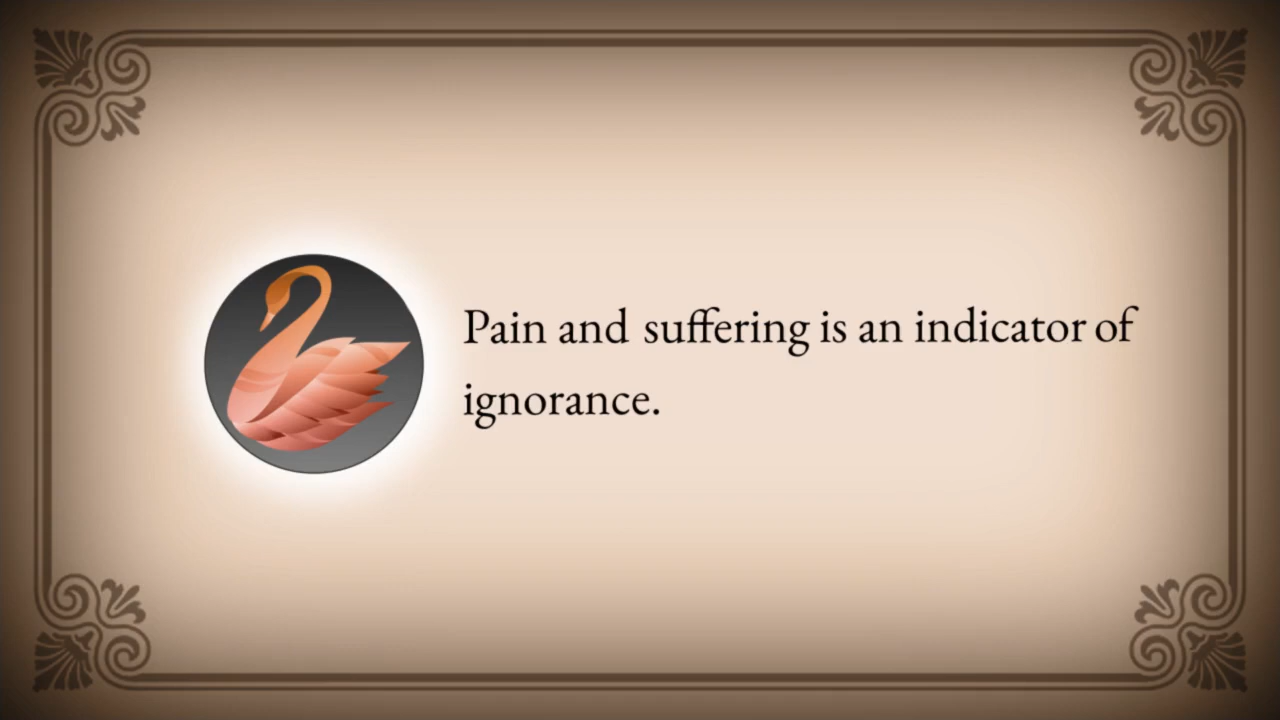 Pain and suffering is an indicator of
ignorance.